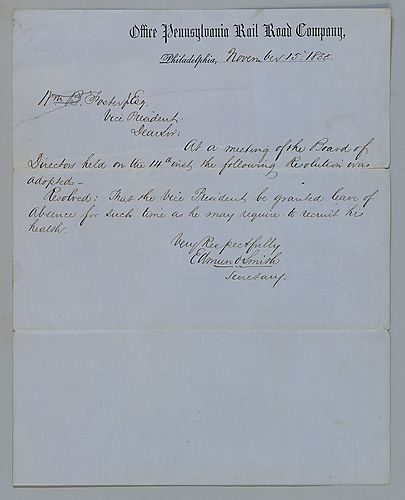 Office Pennsylvania Rail Road Company,
Philadelphia, November 15th 1855.
Wm B. Foster Jr Esq.
Vice President.
Dear Sir:
At a meeting of the Board of
Directors held on the 14th inst the following Resolution was
adopted -
Resolved: That the Vice President be granted leave of
Absence for such time as he may require to recruit his
health.
Very Respectfully
Edmund Smith
Secretary.